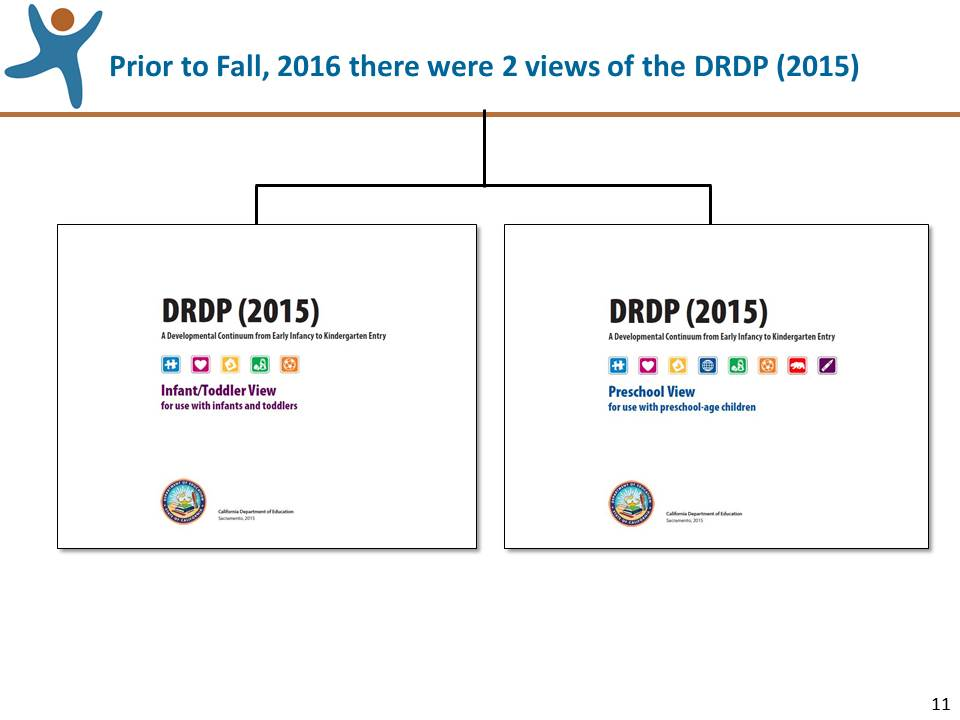 Prior to Fall, 2016 there were 2 views of the DRDP (2015)
DRDP (2015)
A Developmental Continuum from Early Infancy to Kindergarten Entry
Infant/Toddler View
for use with infants and toddlers
California Department of Education
Sacramento, 2015
DRDP (2015)
A Developmental Continuum from Early Infancy to Kindergarten Entry
Preschool View
for use with preschool-age children
California Department of Education
Sacramento, 2015
11